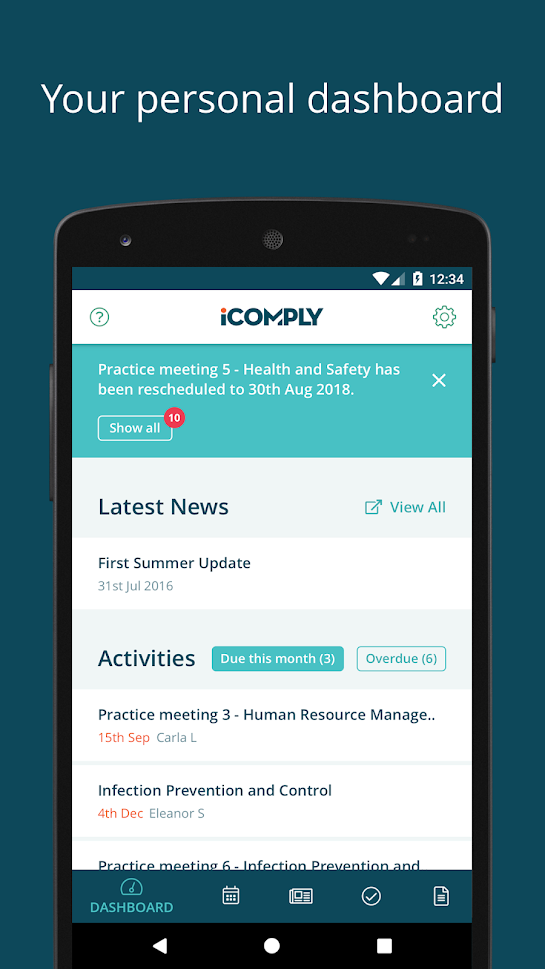 Your personal dashboard
12:34
?
iCOMPLY
Practice meeting 5 - Health and Safety has
been rescheduled to 30th Aug 2018.
Show all
10
Latest News
View All
First Summer Update
31st Jul 2016
Activities
Due this month (3)
Overdue (6)
Practice meeting 3 - Human Resource Manage..
15th Sep Carla L
Infection Prevention and Control
4th Dec Eleanor S
Practice meeting 6 - Infection Prevention and
DASHBOARD